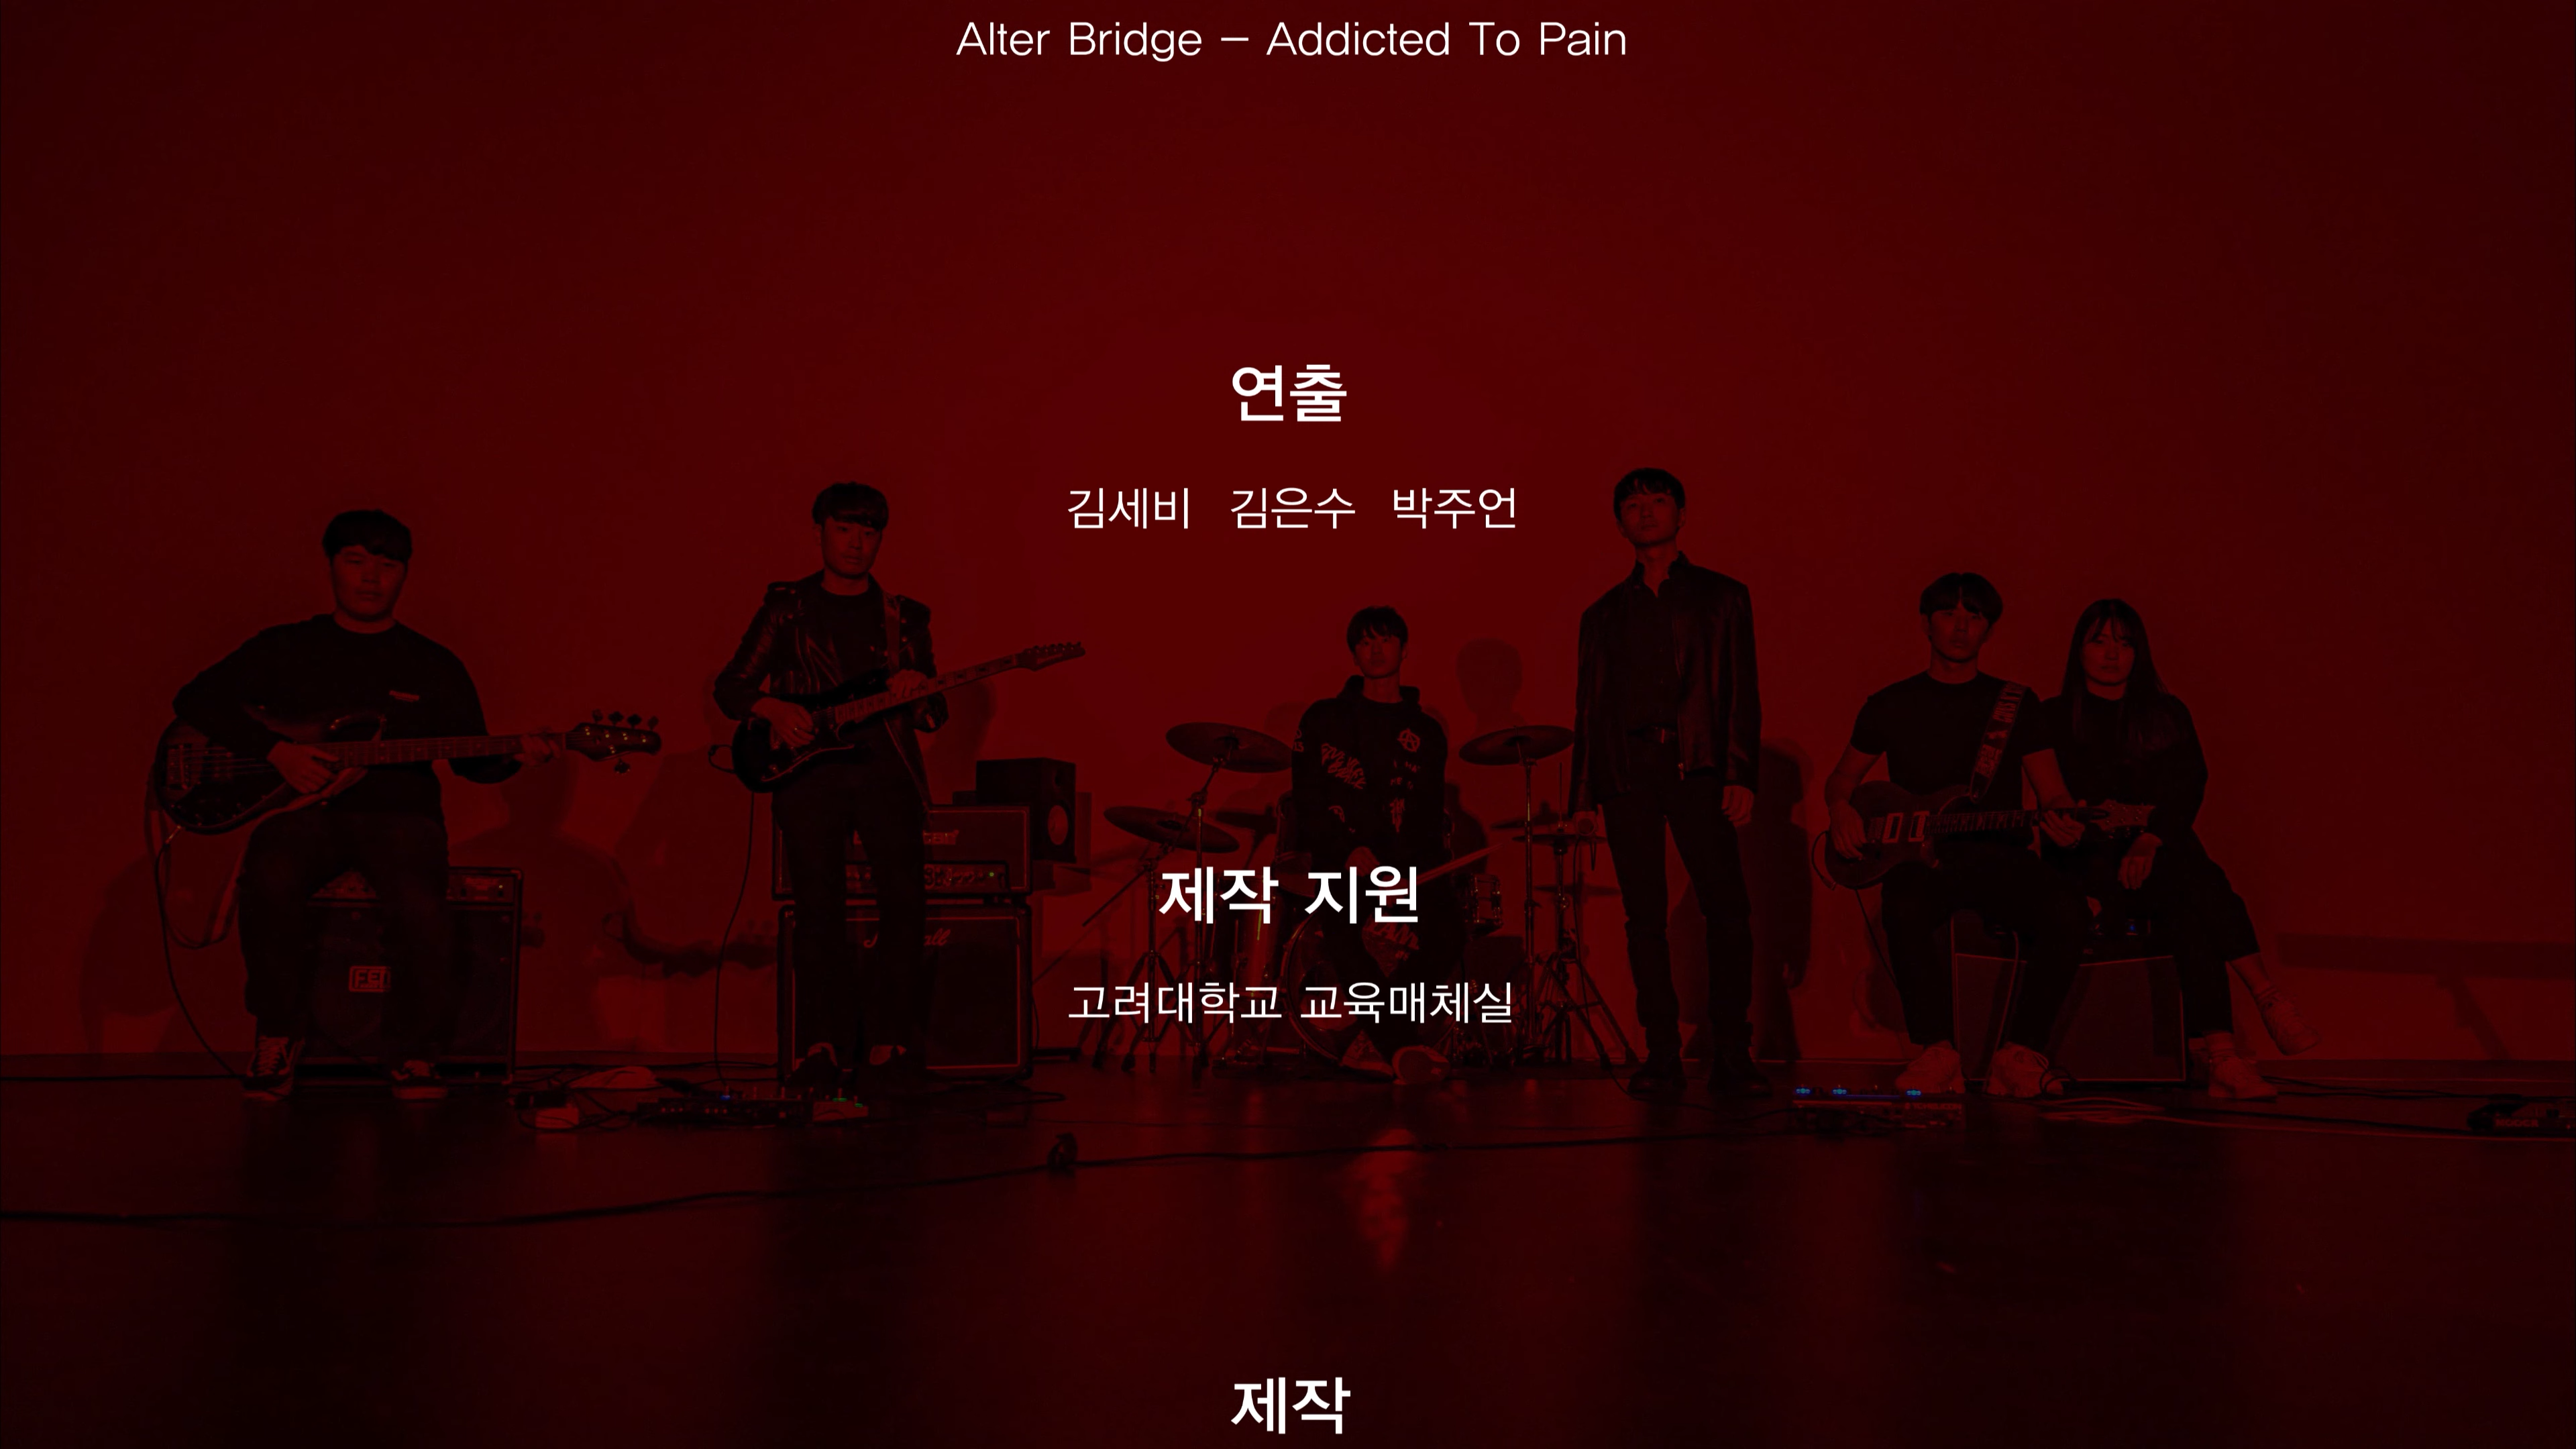 Alter Bridge – Addicted To Pain
연출
김세비 김은수 박주언
제작 지원
고려대학교 교육매체실
제작